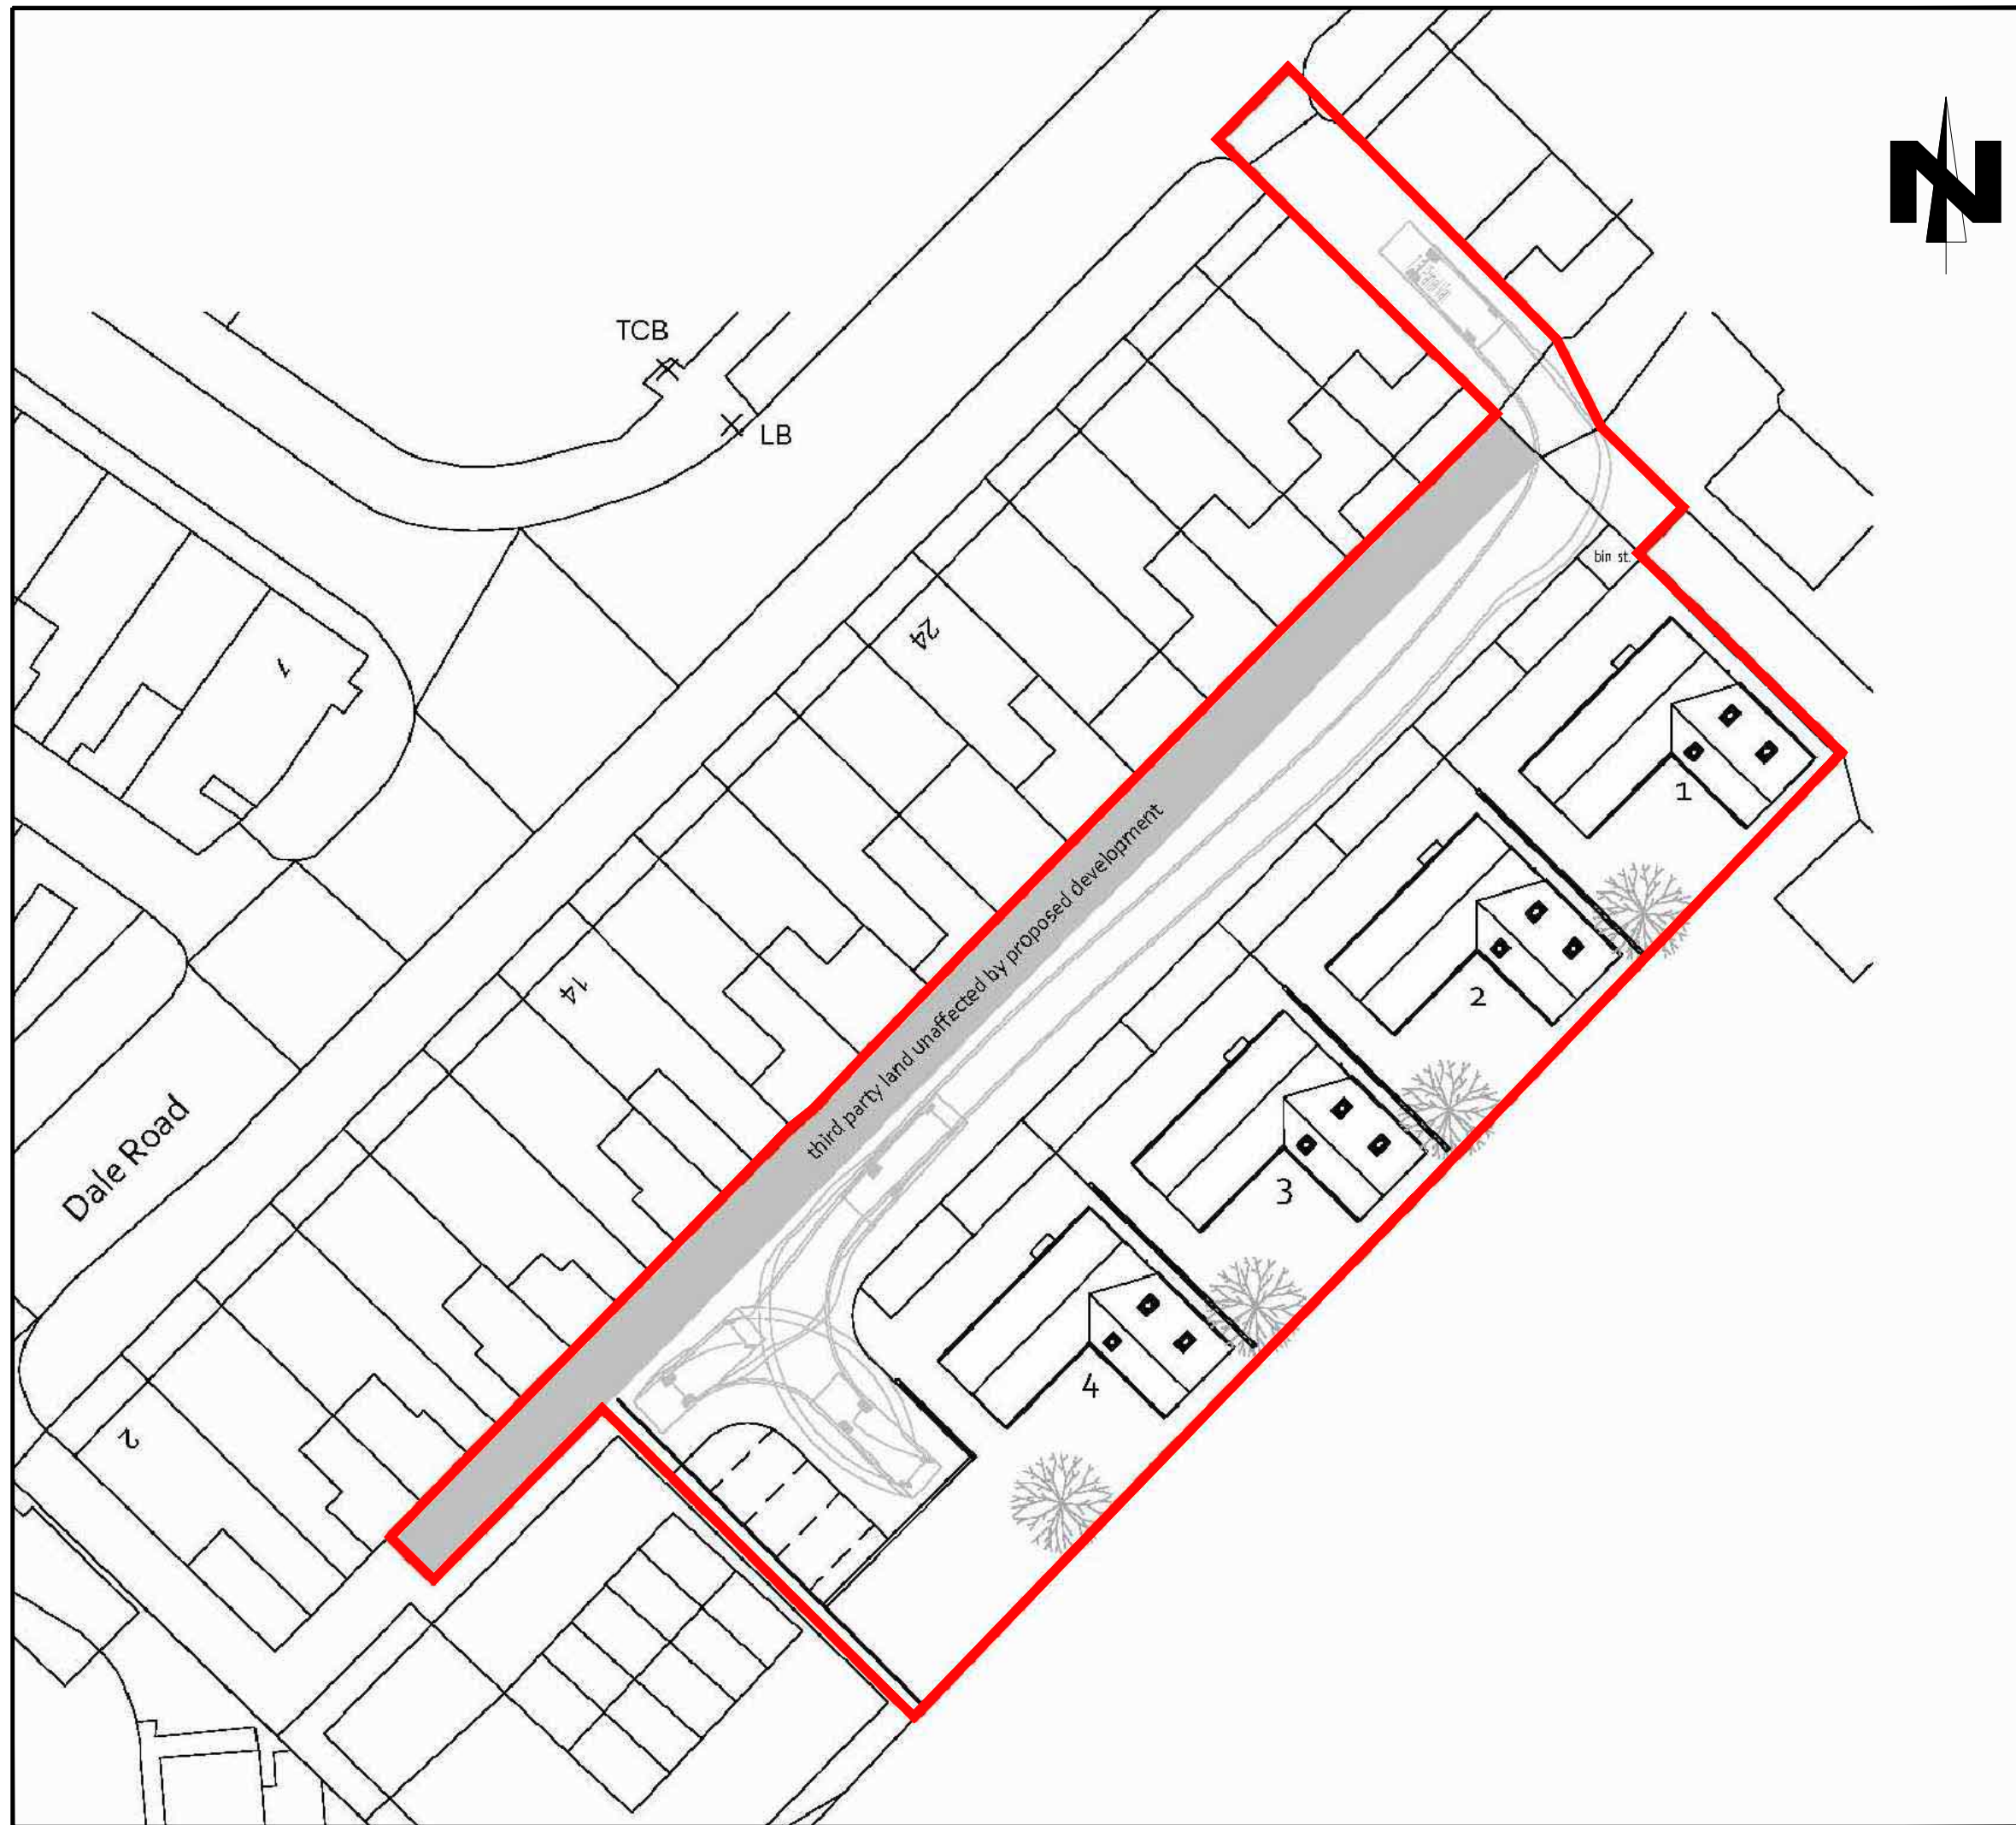 N
TCB
LB
bin st.
24
1
1
third party land unaffected by proposed development
2
14
3
Dale Road
4
2